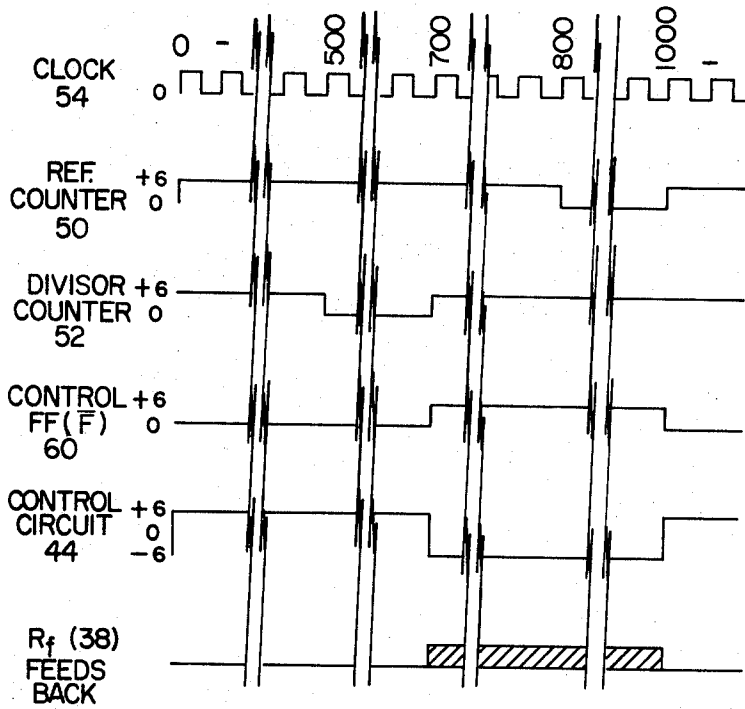 0 - 500 700 800 1000 -
CLOCK
54
0
REF.
COUNTER
50
+6
0
DIVISOR
COUNTER
52
+6
0
CONTROL
FF(F̅)
60
+6
0
CONTROL
CIRCUIT
44
+6
0
-6
Rf (38)
FEEDS
BACK